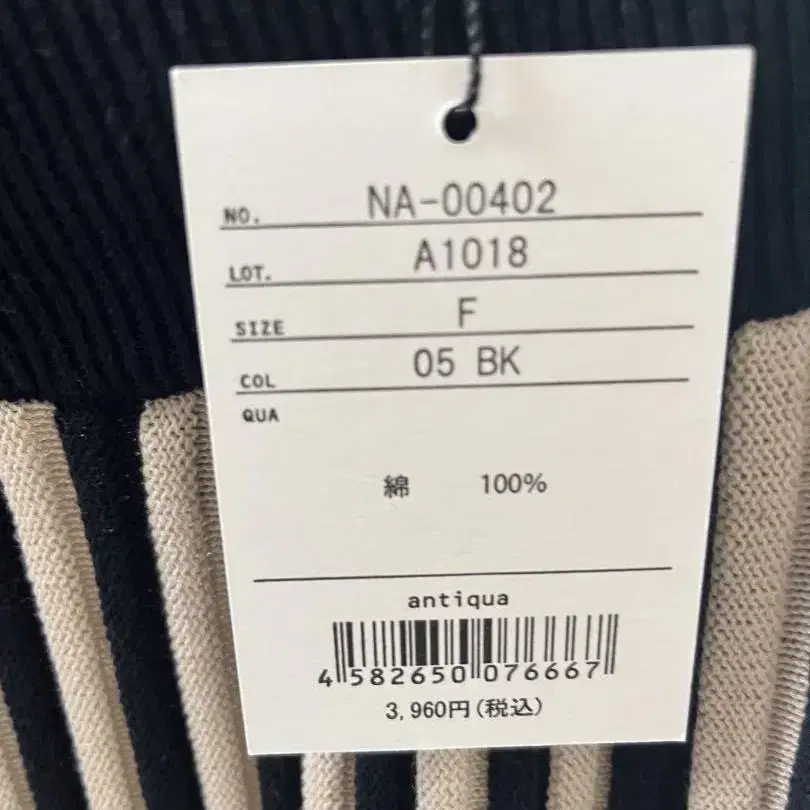 NO. NA-00402
LOT. A1018
SIZE F
COL 05 BK
QUA
綿 100%
antiqua
4 582650 076667
3,960円(税込)